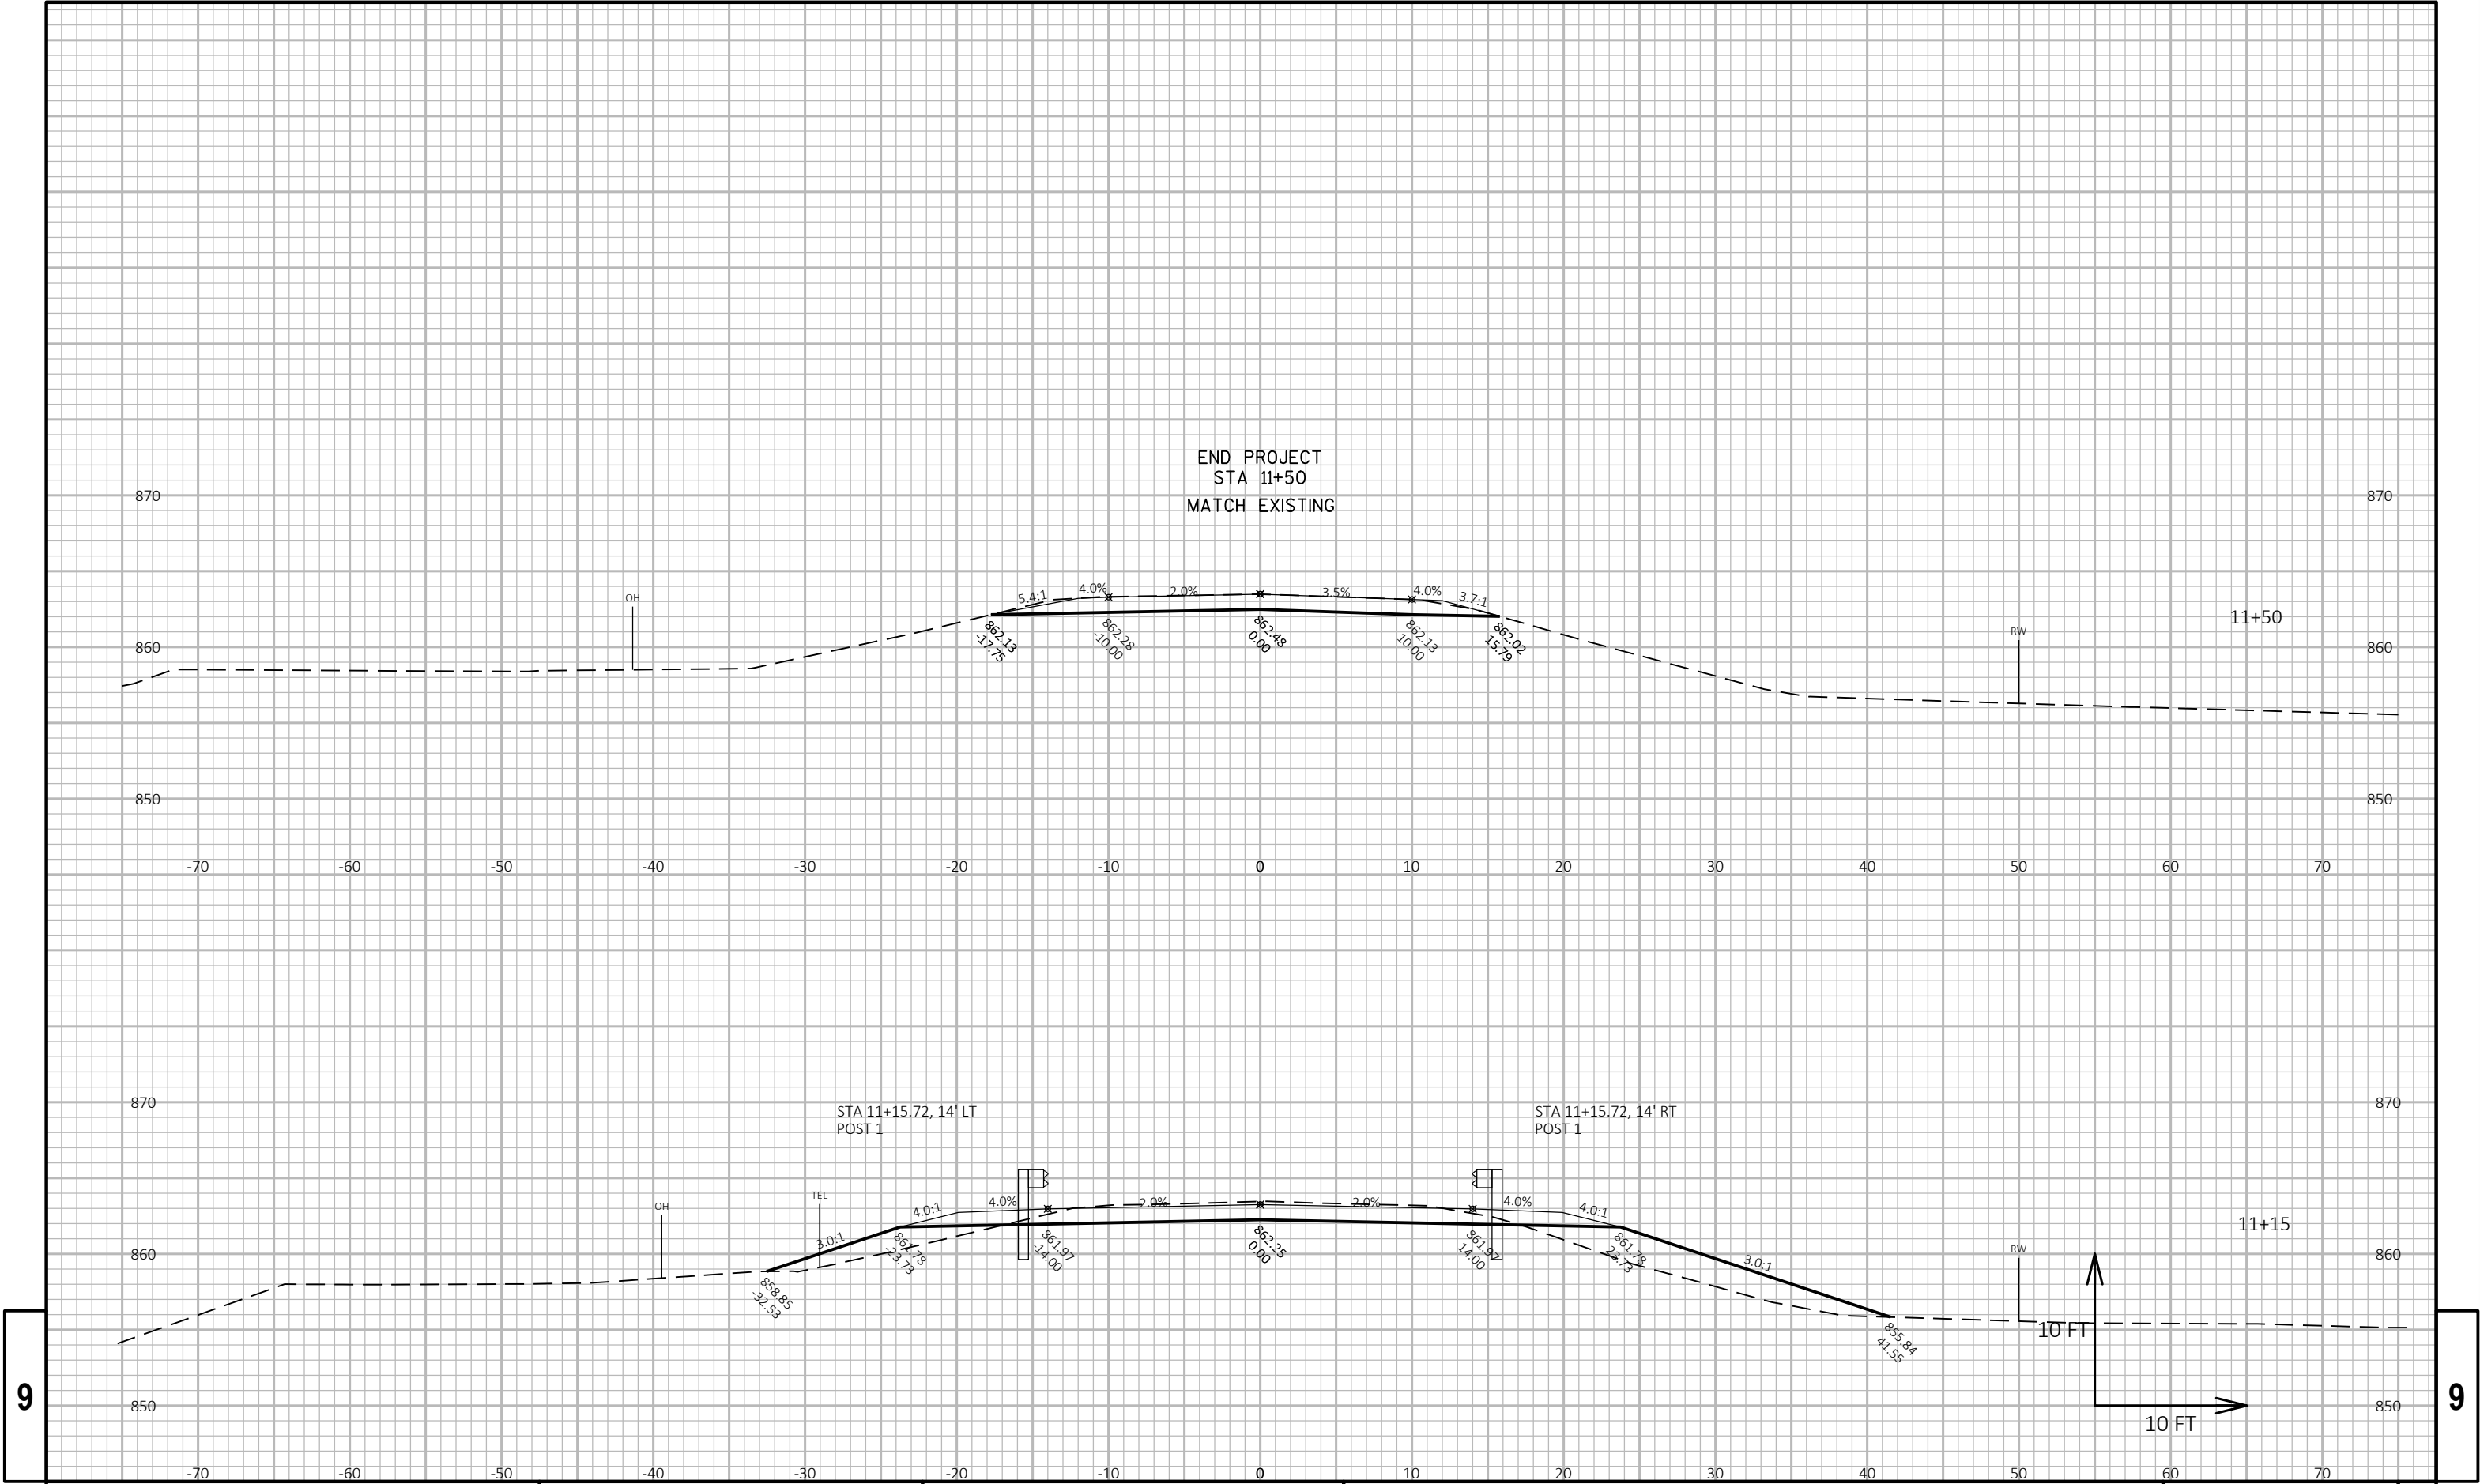 END PROJECT
STA 11+50
MATCH EXISTING
870 870
OH 5.4:1 4.0% 2.0% 3.5% 4.0% 3.7:1
11+50
RW
862.13
-17.75
862.28
-10.00
862.48
0.00
862.13
10.00
862.02
15.79
860 860
850 850
-70 -60 -50 -40 -30 -20 -10 0 10 20 30 40 50 60 70
870 870
STA 11+15.72, 14' LT
POST 1
STA 11+15.72, 14' RT
POST 1
OH TEL 3.0:1 4.0:1 4.0% 2.0% 2.0% 4.0% 4.0:1 3.0:1
11+15
RW
858.85
-32.53
861.78
-23.73
861.97
-14.00
862.25
0.00
861.97
14.00
861.78
23.73
855.84
41.55
860 860
10 FT
10 FT
850 850
9 9
-70 -60 -50 -40 -30 -20 -10 0 10 20 30 40 50 60 70